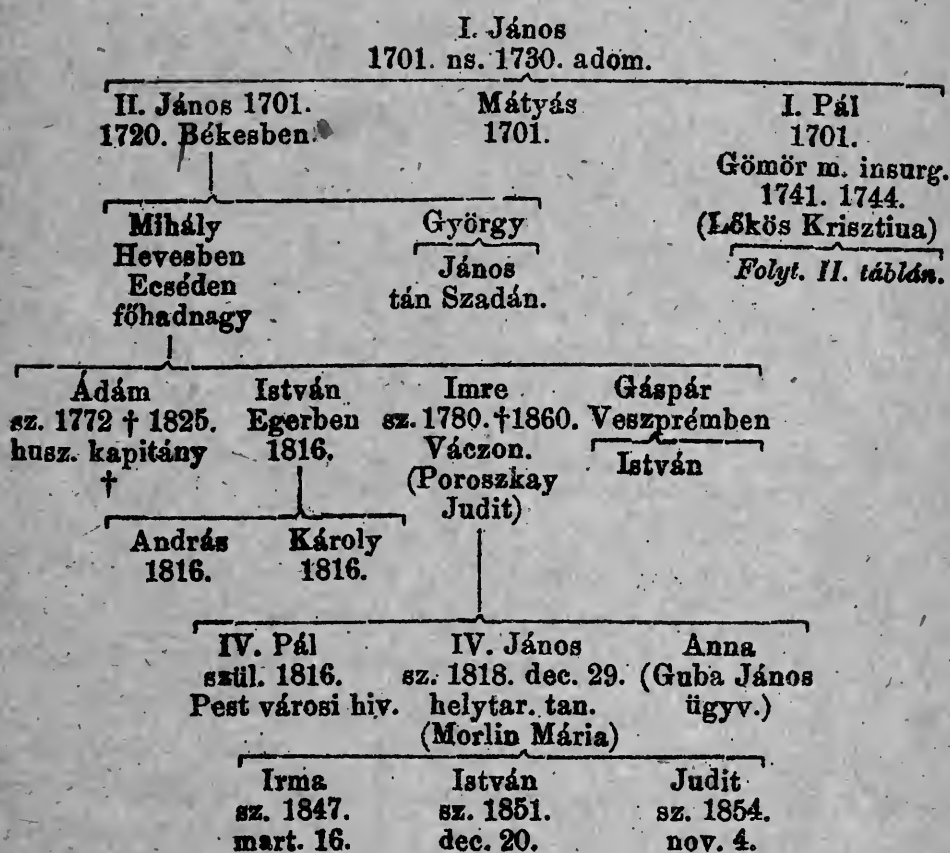 I. János
1701. ns. 1730. adom.
II. János 1701. Mátyás I. Pál
1720. Békesben. 1701. 1701.
Gömör m. insurg.
1741. 1744.
Mihály György (Lőkös Krisztiua)
Hevesben János Folyt. II. táblán.
Ecséden tán Szadán.
főhadnagy
Ádám István Imre Gáspár
sz. 1772 † 1825. Egerben sz. 1780. †1860. Veszprémben
husz. kapitány 1816. Váczon. István
† (Poroszkay
Judit)
András Károly
1816. 1816.
IV. Pál IV. János Anna
szül. 1816. sz. 1818. dec. 29. (Guba János
Pest városi hiv. helytar. tan. ügyv.)
(Morlin Mária)
Irma István Judit
sz. 1847. sz. 1851. sz. 1854.
mart. 16. dec. 20. nov. 4.